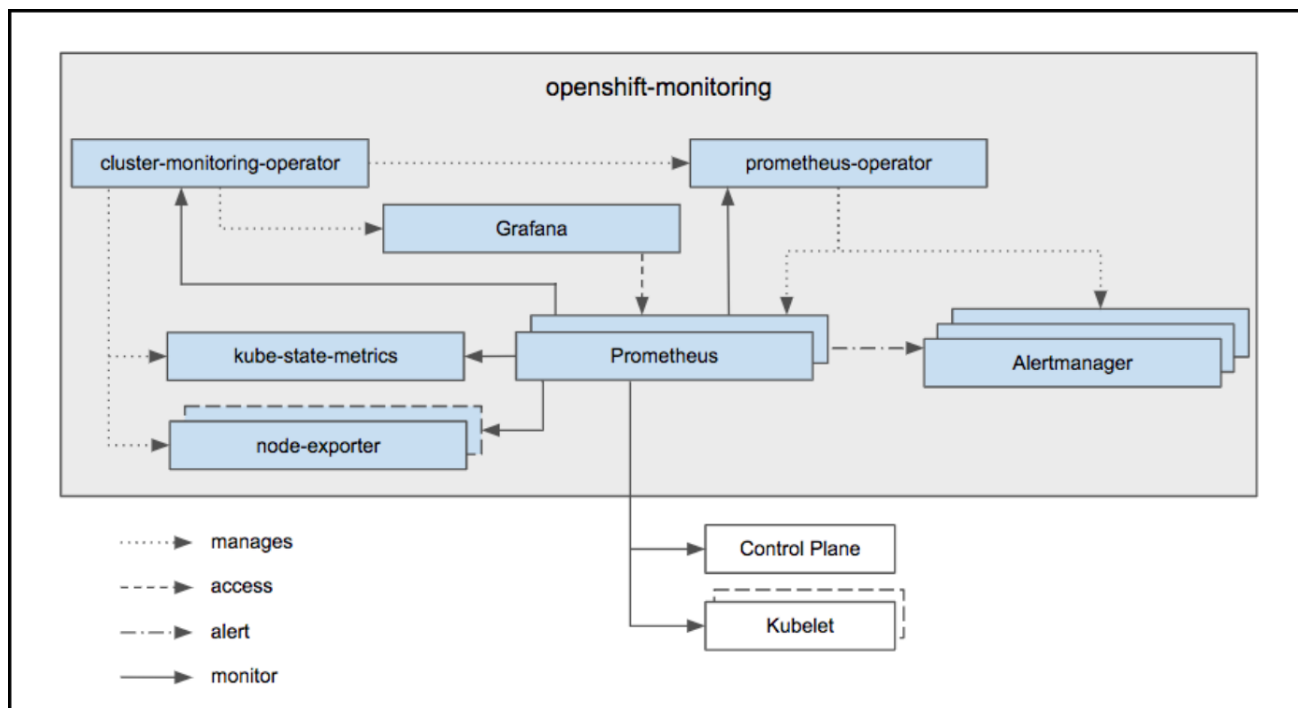 openshift-monitoring
cluster-monitoring-operator
prometheus-operator
Grafana
kube-state-metrics
Prometheus
Alertmanager
node-exporter
manages
access
alert
monitor
Control Plane
Kubelet